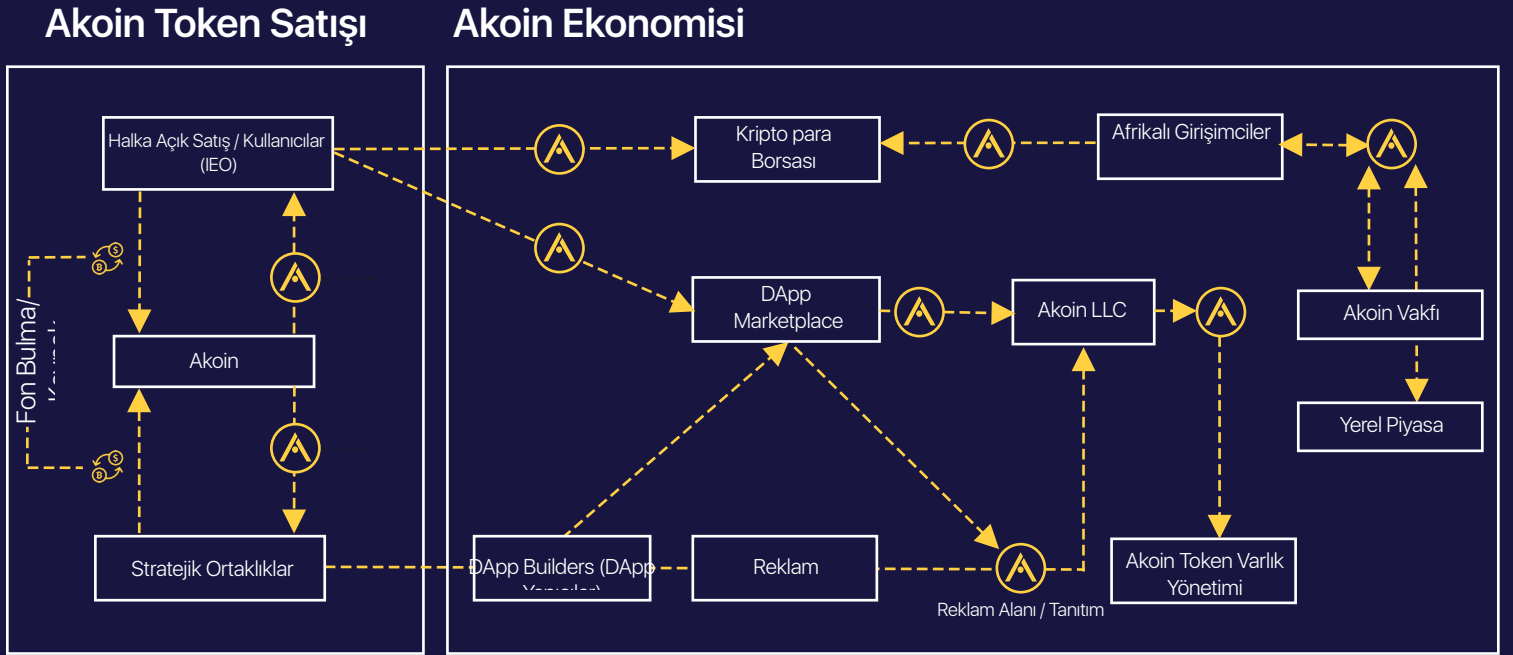 Akoin Token Satışı
Akoin Ekonomisi
Halka Açık Satış / Kullanıcılar
(IEO)
Fon Bulma/
Akoin
Stratejik Ortaklıklar
Kripto para
Borsası
Afrikalı Girişimciler
DApp
Marketplace
Akoin LLC
Akoin Vakfı
Yerel Piyasa
DApp Builders (DApp
Reklam
Reklam Alanı / Tanıtım
Akoin Token Varlık
Yönetimi